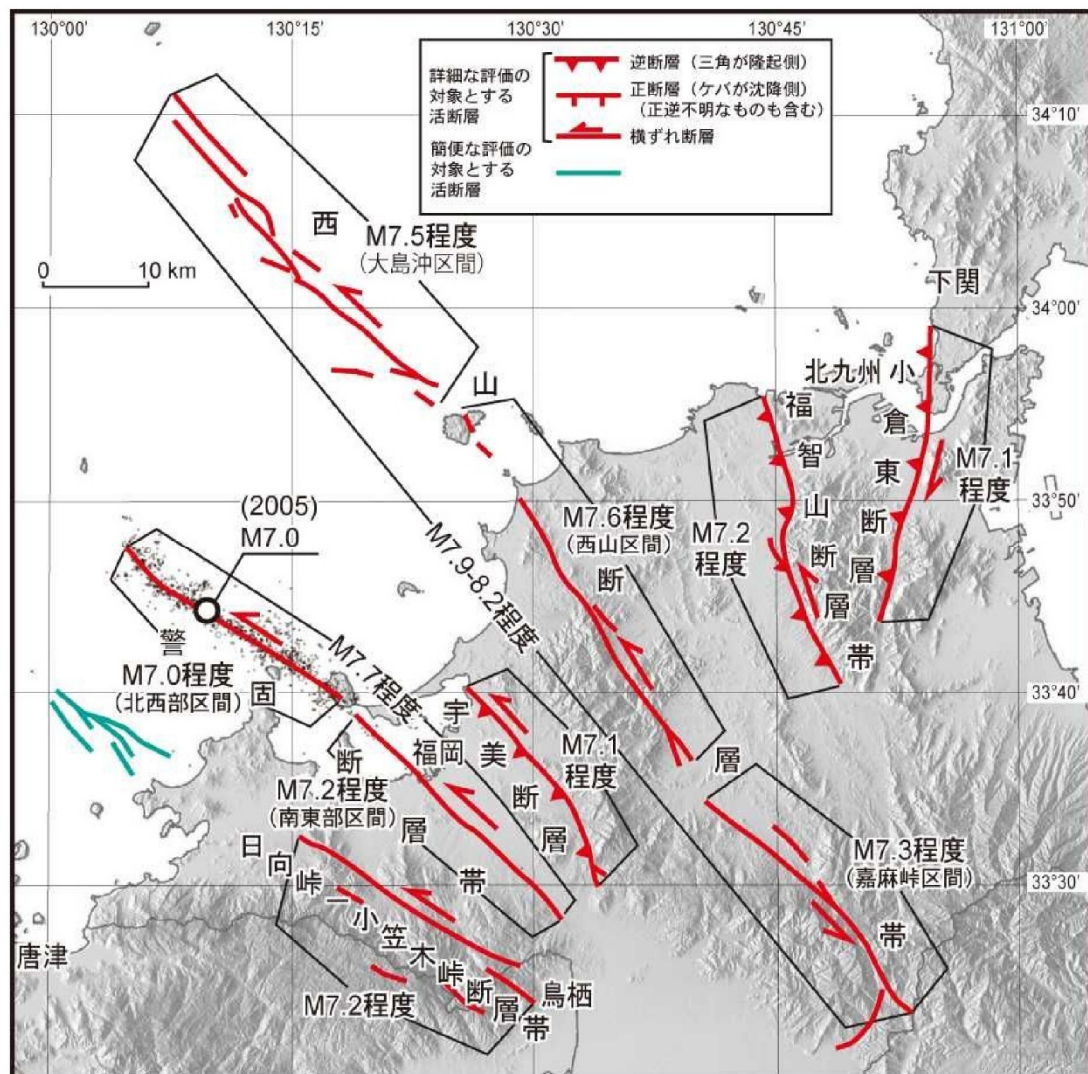 130°00'
130°15'
130°30'
130°45'
131°00'
詳細な評価の
対象とする
活断層
逆断層（三角が隆起側）
正断層（ケバが沈降側）
（正逆不明なものも含む）
横ずれ断層
簡便な評価の
対象とする
活断層
34°10'
34°00'
33°50'
33°40'
33°30'
0 10 km
西山断層帯
M7.5程度
（大島沖区間）
M7.6程度
（西山区間）
M7.3程度
（嘉麻峠区間）
M7.9-8.2程度
下関
北九州
小倉東断層
M7.1
程度
福智山断層帯
M7.2
程度
(2005)
M7.0
警固断層帯
M7.0程度
（北西部区間）
M7.7程度
M7.2程度
（南東部区間）
福岡
宇美断層
M7.1
程度
日向峠－小笠木峠断層帯
M7.2程度
鳥栖
唐津